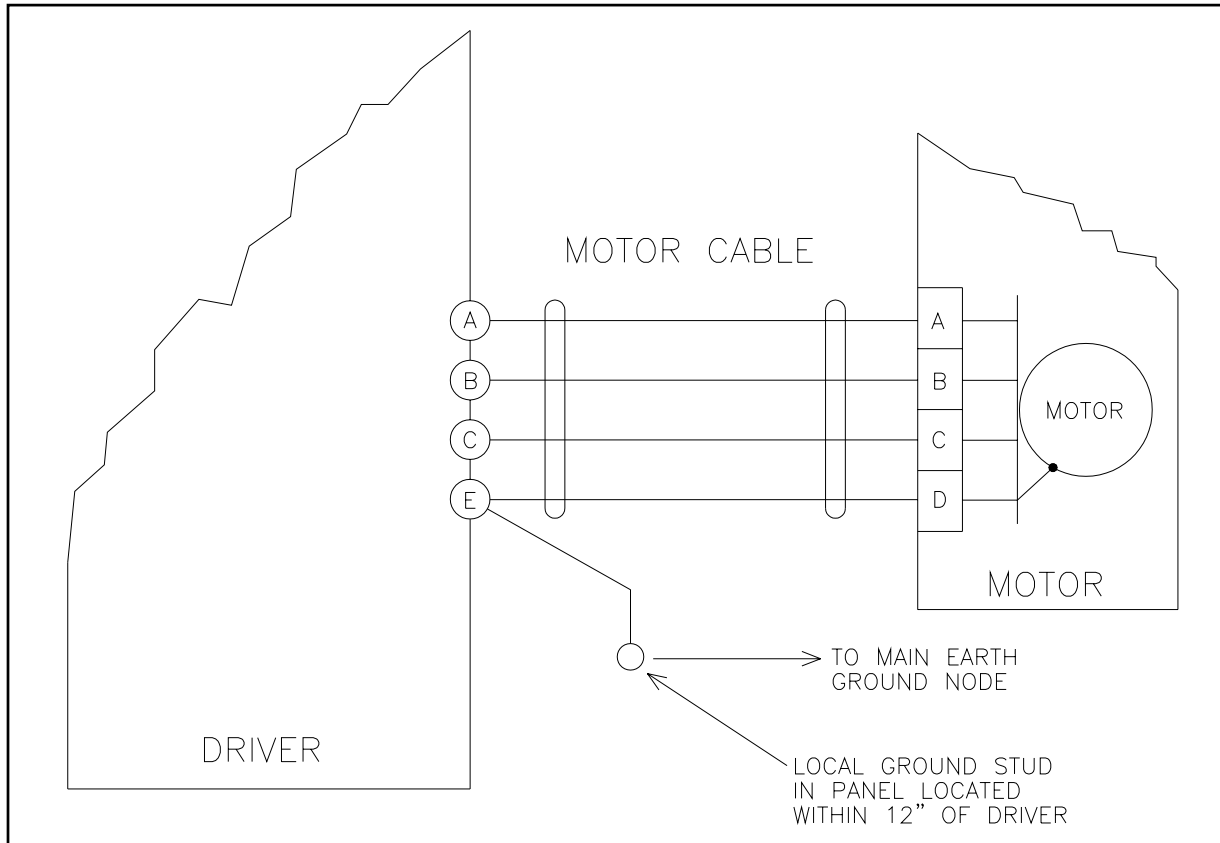 MOTOR CABLE
A
A
B
B
MOTOR
C
C
E
D
MOTOR
TO MAIN EARTH
GROUND NODE
DRIVER
LOCAL GROUND STUD
IN PANEL LOCATED
WITHIN 12" OF DRIVER